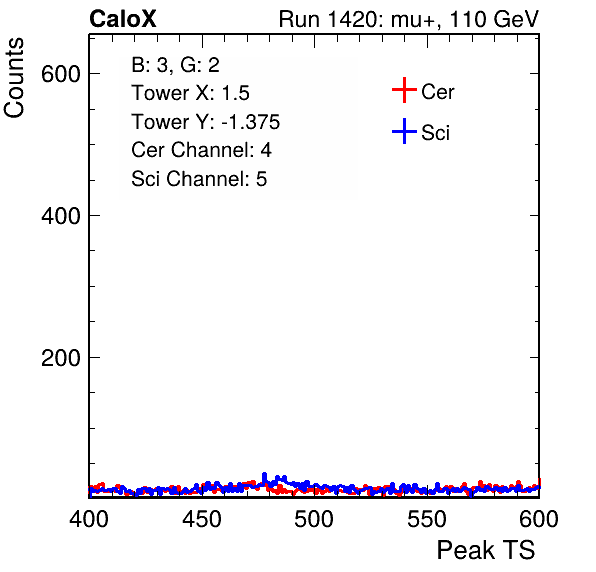 CaloX Run 1420: mu+, 110 GeV
Counts
600
400
200
B: 3, G: 2
Tower X: 1.5
Tower Y: -1.375
Cer Channel: 4
Sci Channel: 5
Cer
Sci
400 450 500 550 600
Peak TS